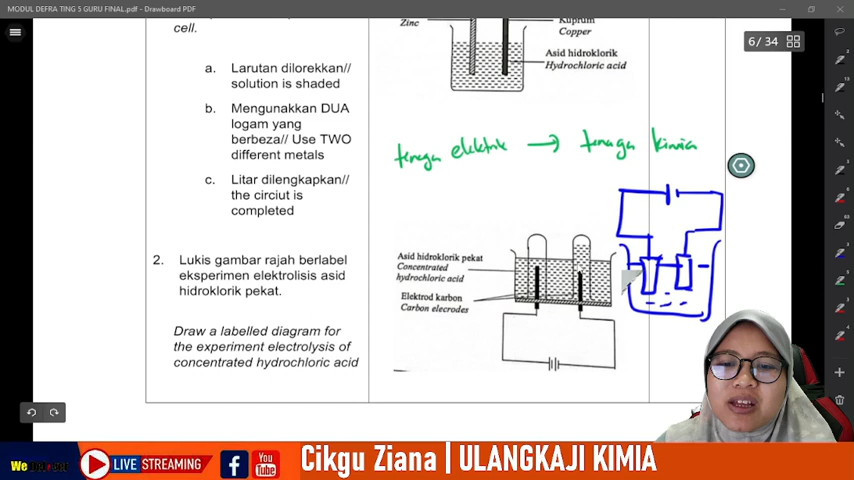 MODUL DEFRA TING 5 GURU FINAL.pdf - Drawboard PDF
6 / 34
cell.
a. Larutan dilorekkan//
solution is shaded
b. Mengunakkan DUA
logam yang
berbeza// Use TWO
different metals
c. Litar dilengkapkan//
the circiut is
completed
Zinc
Kuprum
Copper
Asid hidroklorik
Hydrochloric acid
tenaga elektrik → tenaga kimia
2. Lukis gambar rajah berlabel
eksperimen elektrolisis asid
hidroklorik pekat.
Draw a labelled diagram for
the experiment electrolysis of
concentrated hydrochloric acid
Asid hidroklorik pekat
Concentrated
hydrochloric acid
Elektrod karbon
Carbon elecrodes
LIVE STREAMING
You
Tube
Cikgu Ziana | ULANGKAJI KIMIA